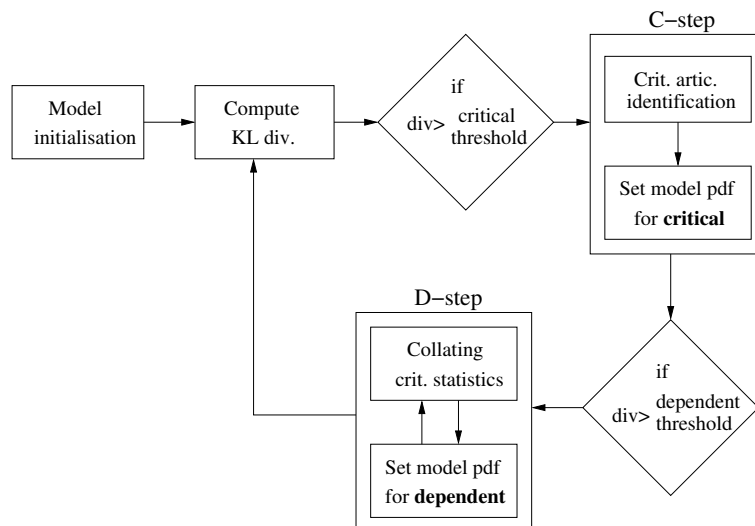 C−step
Model
initialisation
Compute
KL div.
if
div> critical
threshold
Crit. artic.
identification
Set model pdf
for critical
D−step
Collating
crit. statistics
Set model pdf
for dependent
if
div> dependent
threshold